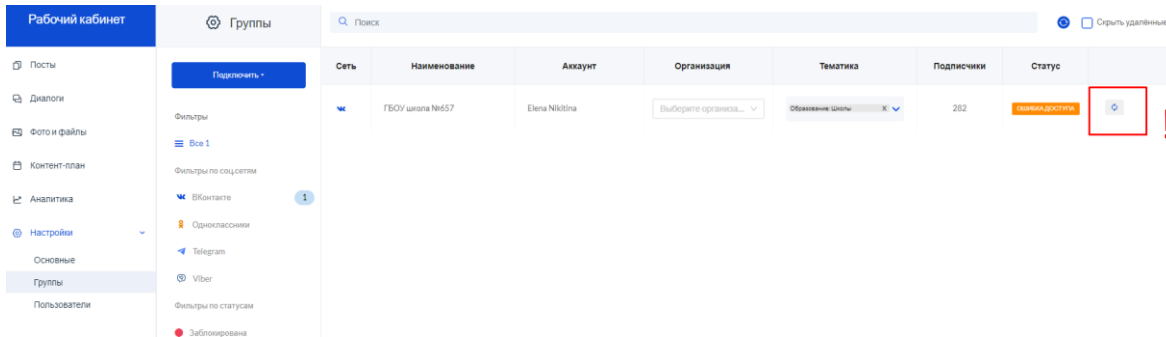 Рабочий кабинет
Посты
Диалоги
Фото и файлы
Контент-план
Аналитика
Настройки
Основные
Группы
Пользователи
Группы
Подключить
Фильтры
Все 1
Фильтры по соц.сетям
ВКонтакте 1
Одноклассники
Telegram
Viber
Фильтры по статусам
Заблокирована
Поиск
Скрыть удалённые
Сеть Наименование Аккаунт Организация Тематика Подписчики Статус
ГБОУ школа №657 Elena Nikitina Выберите организа... Образование: Школы X 282 ОШИБКА ДОСТУПА
!